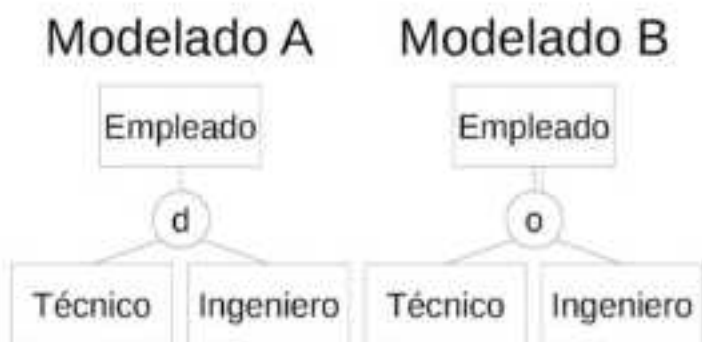 Modelado A
Modelado B
Empleado
Empleado
d
o
Técnico
Ingeniero
Técnico
Ingeniero